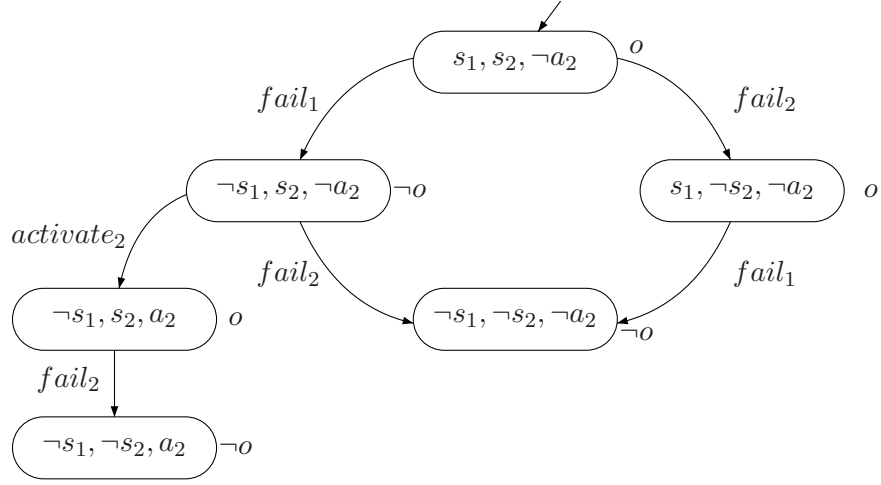 s₁, s₂, ¬a₂
o
fail₁
fail₂
¬s₁, s₂, ¬a₂
¬o
s₁, ¬s₂, ¬a₂
o
activate₂
fail₂
fail₁
¬s₁, s₂, a₂
o
¬s₁, ¬s₂, ¬a₂
¬o
fail₂
¬s₁, ¬s₂, a₂
¬o